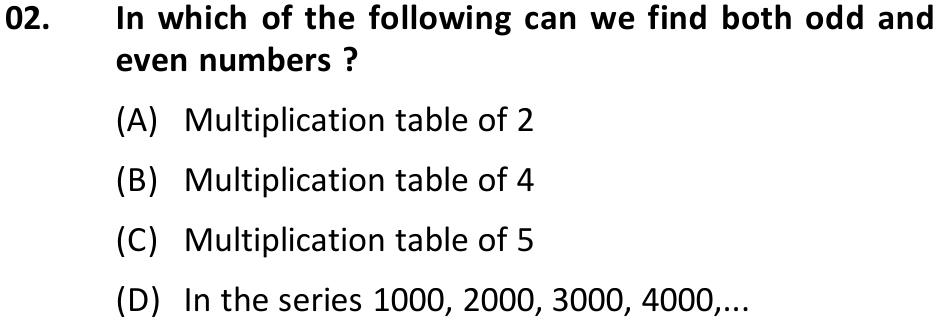 02. In which of the following can we find both odd and
even numbers ?
(A) Multiplication table of 2
(B) Multiplication table of 4
(C) Multiplication table of 5
(D) In the series 1000, 2000, 3000, 4000,...